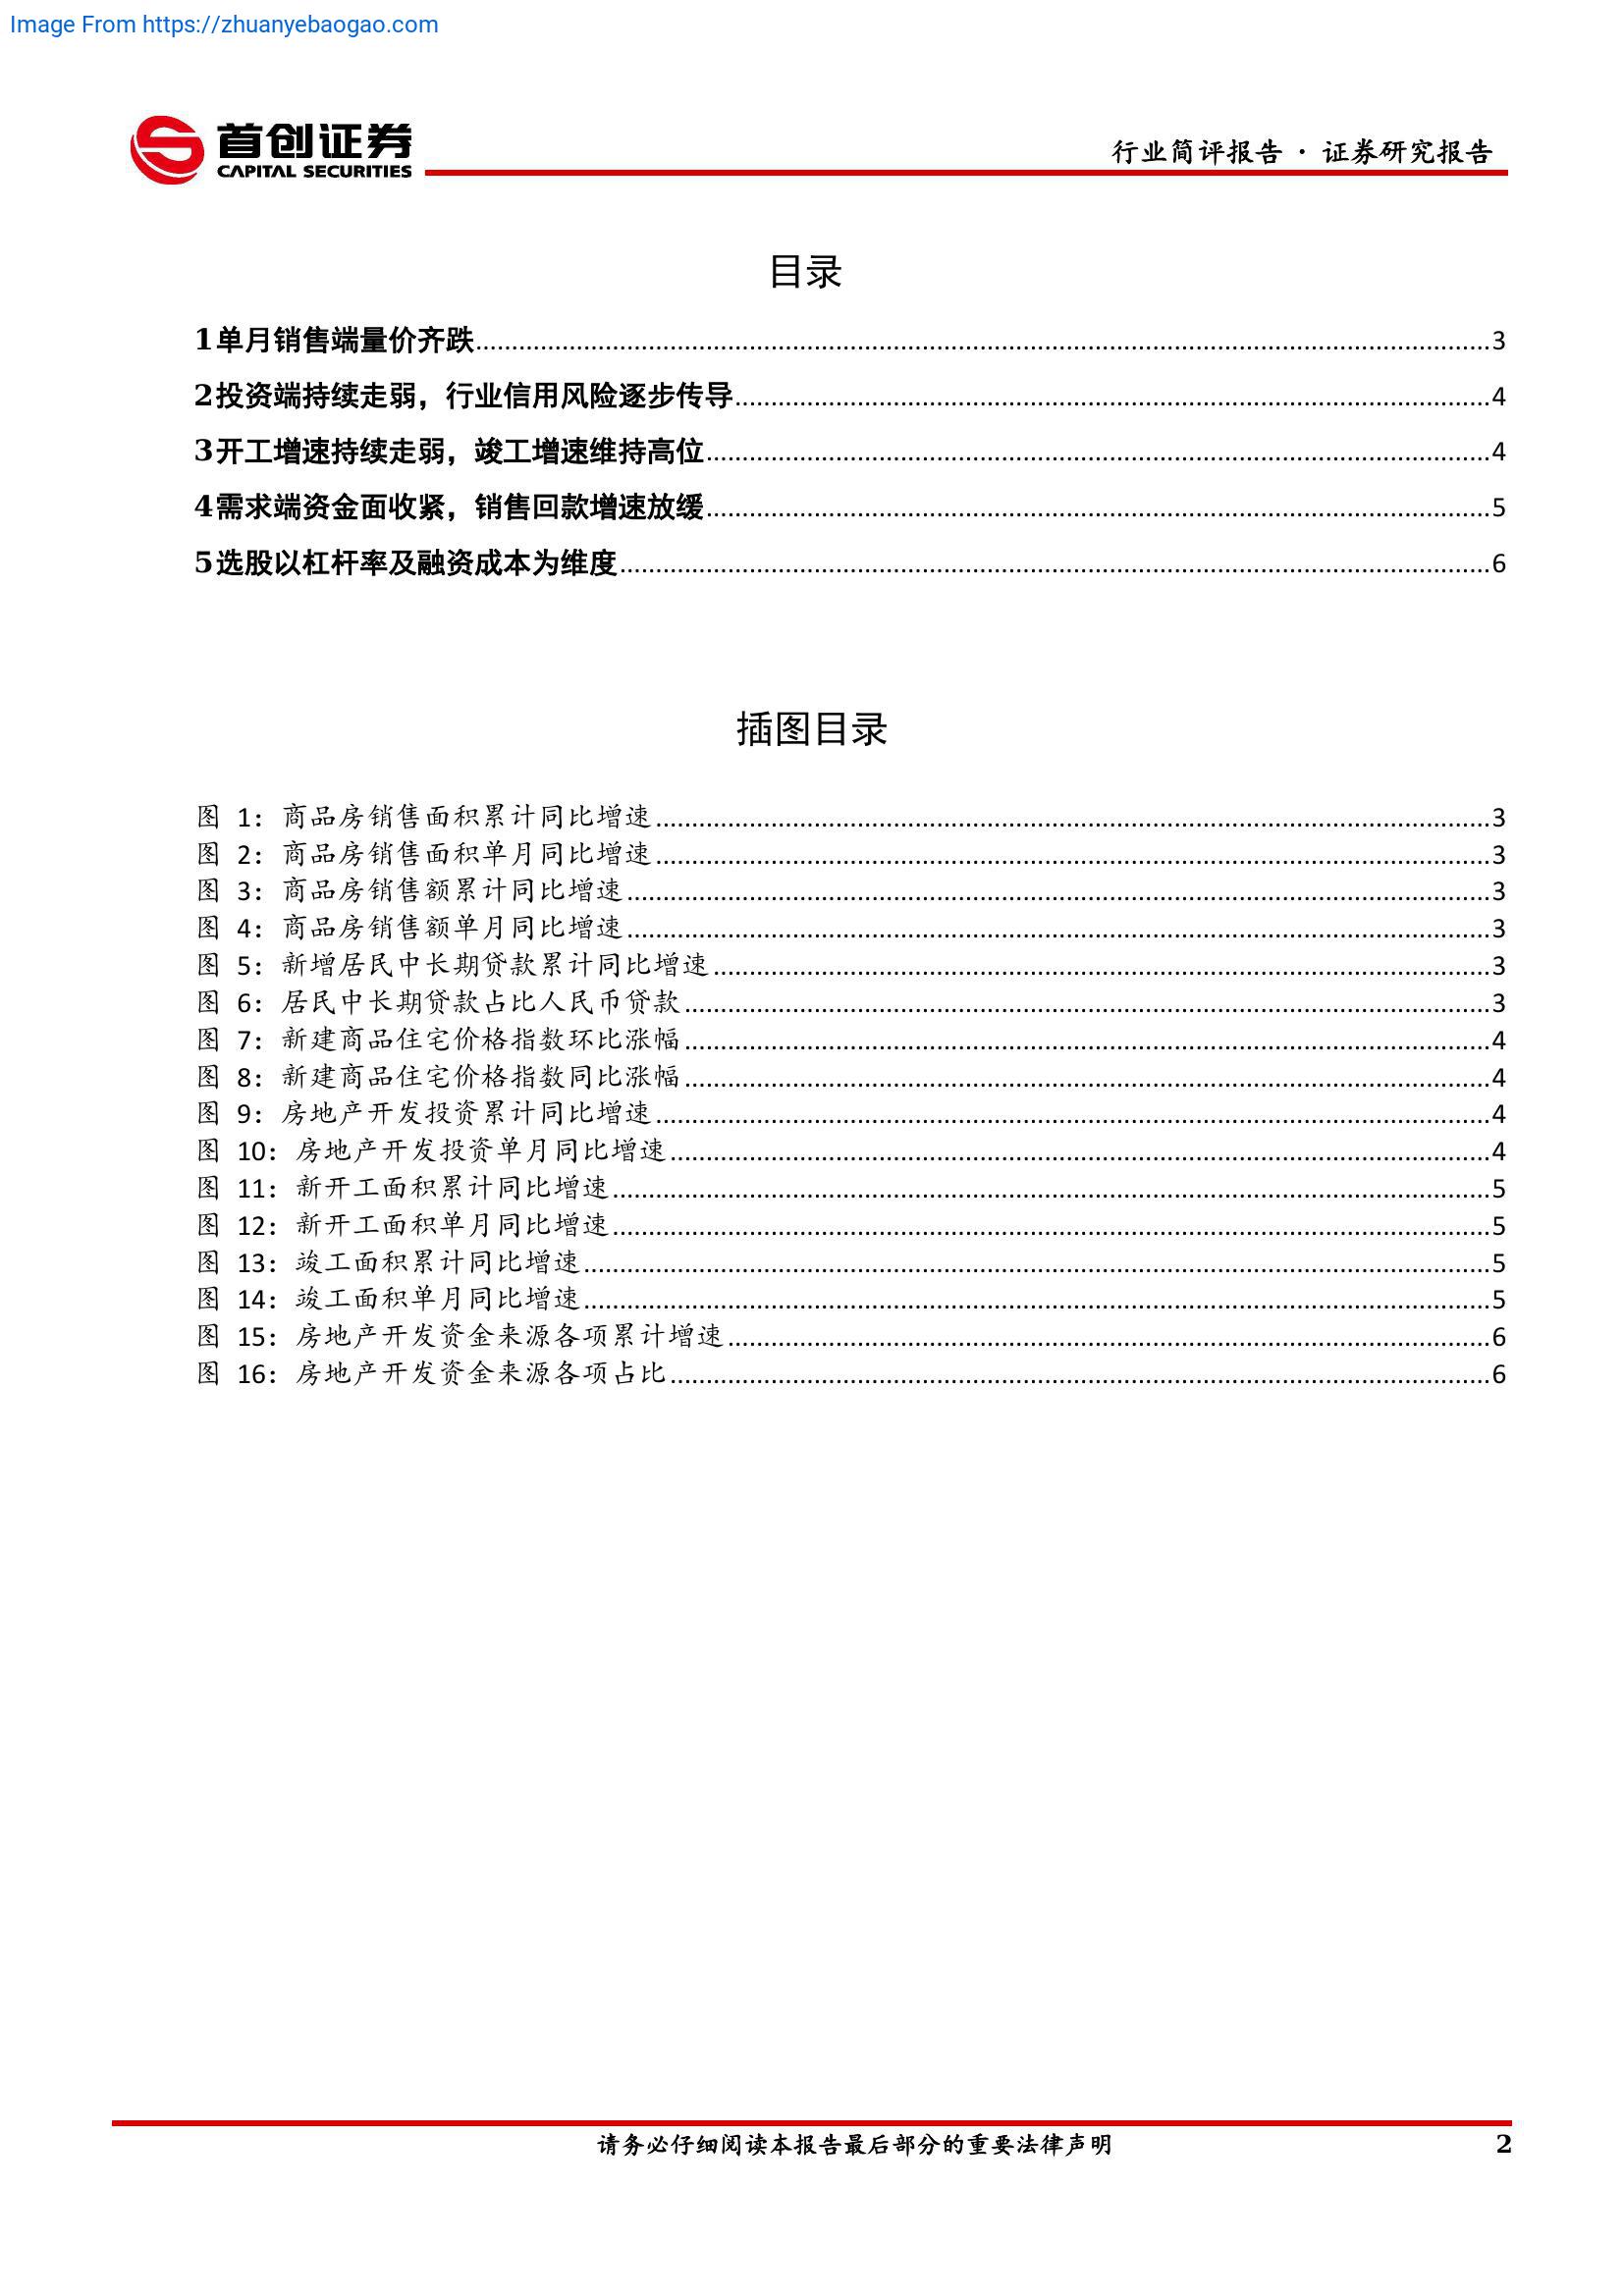 Image From https://zhuanyebaogao.com
首创证券
CAPITAL SECURITIES
行业简评报告 · 证券研究报告
目录
1 单月销售端量价齐跌 3
2 投资端持续走弱，行业信用风险逐步传导 4
3 开工增速持续走弱，竣工增速维持高位 4
4 需求端资金面收紧，销售回款增速放缓 5
5 选股以杠杆率及融资成本为维度 6
插图目录
图 1：商品房销售面积累计同比增速 3
图 2：商品房销售面积单月同比增速 3
图 3：商品房销售额累计同比增速 3
图 4：商品房销售额单月同比增速 3
图 5：新增居民中长期贷款累计同比增速 3
图 6：居民中长期贷款占比人民币贷款 3
图 7：新建商品住宅价格指数环比涨幅 4
图 8：新建商品住宅价格指数同比涨幅 4
图 9：房地产开发投资累计同比增速 4
图 10：房地产开发投资单月同比增速 4
图 11：新开工面积累计同比增速 5
图 12：新开工面积单月同比增速 5
图 13：竣工面积累计同比增速 5
图 14：竣工面积单月同比增速 5
图 15：房地产开发资金来源各项累计增速 6
图 16：房地产开发资金来源各项占比 6
请务必仔细阅读本报告最后部分的重要法律声明 2